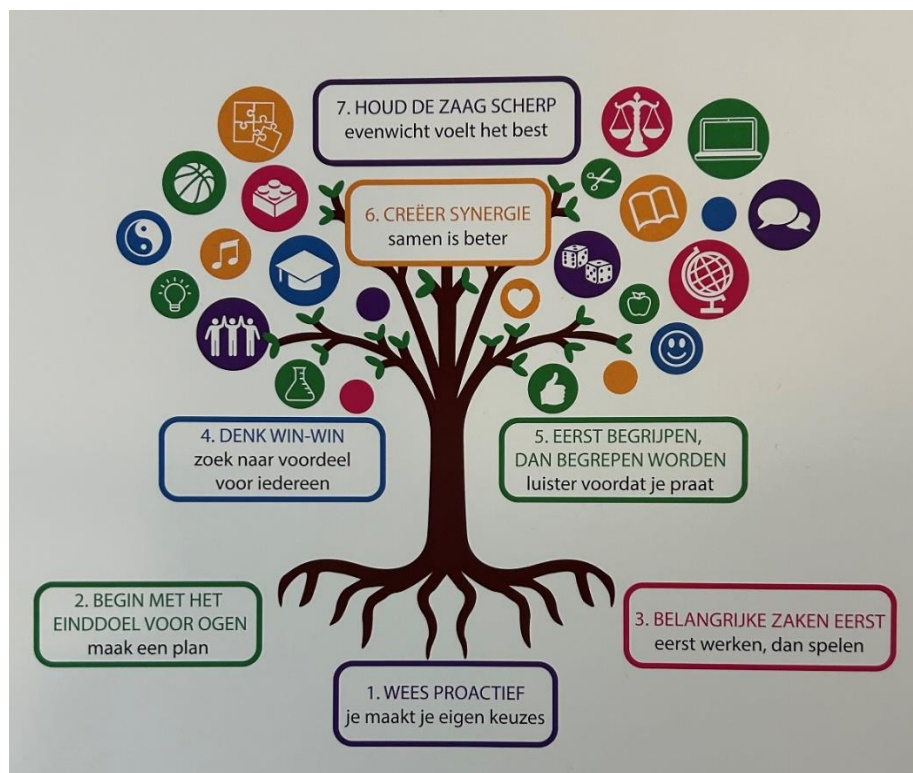 7. HOUD DE ZAAG SCHERP
evenwicht voelt het best
6. CREËER SYNERGIE
samen is beter
4. DENK WIN-WIN
zoek naar voordeel
voor iedereen
5. EERST BEGRIJPEN,
DAN BEGREPEN WORDEN
luister voordat je praat
2. BEGIN MET HET
EINDDOEL VOOR OGEN
maak een plan
3. BELANGRIJKE ZAKEN EERST
eerst werken, dan spelen
1. WEES PROACTIEF
je maakt je eigen keuzes